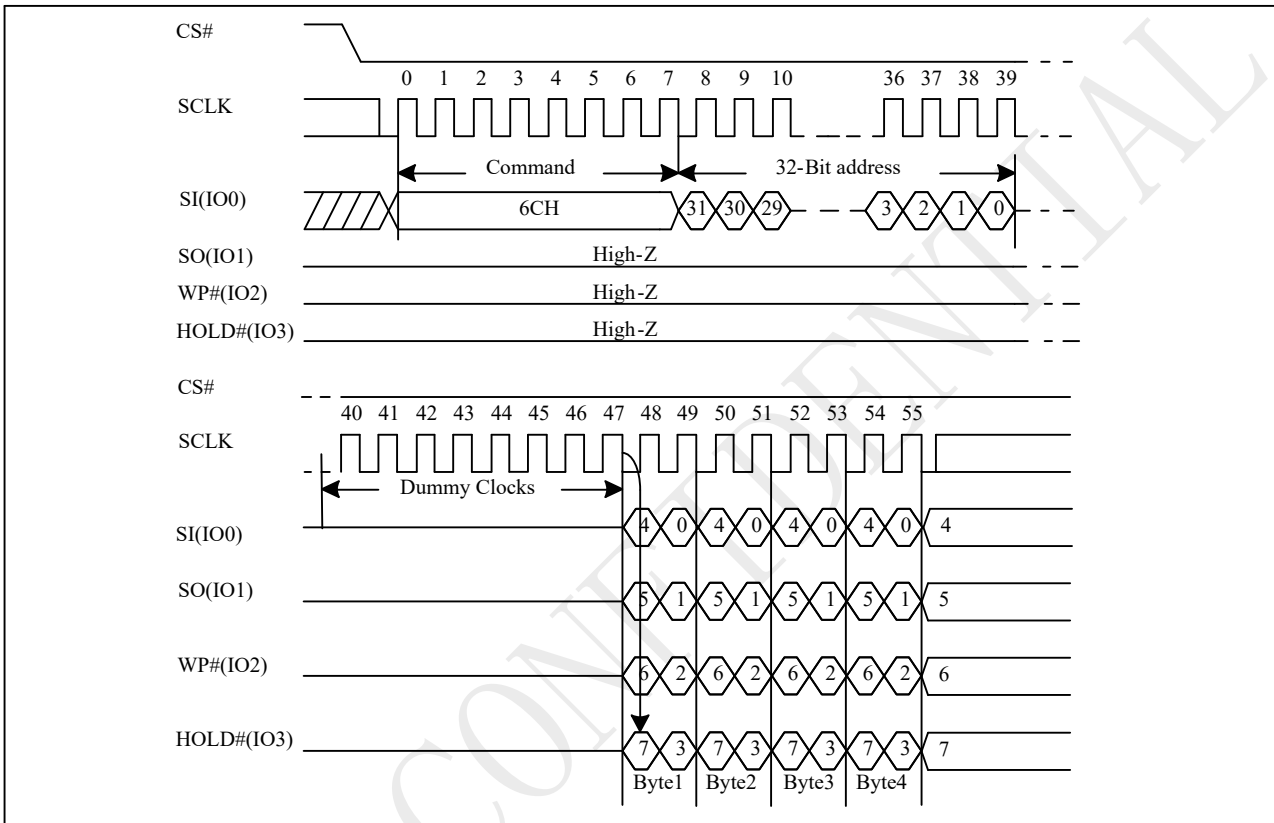 CS#
0 1 2 3 4 5 6 7 8 9 10 36 37 38 39
SCLK
Command 32-Bit address
SI(IO0) 6CH 31 30 29 3 2 1 0
SO(IO1) High-Z
WP#(IO2) High-Z
HOLD#(IO3) High-Z
CS#
40 41 42 43 44 45 46 47 48 49 50 51 52 53 54 55
SCLK
Dummy Clocks
SI(IO0) 4 0 4 0 4 0 4 0 4
SO(IO1) 5 1 5 1 5 1 5 1 5
WP#(IO2) 6 2 6 2 6 2 6 2 6
HOLD#(IO3) 7 3 7 3 7 3 7 3 7
Byte1 Byte2 Byte3 Byte4
CONFIDENTIAL